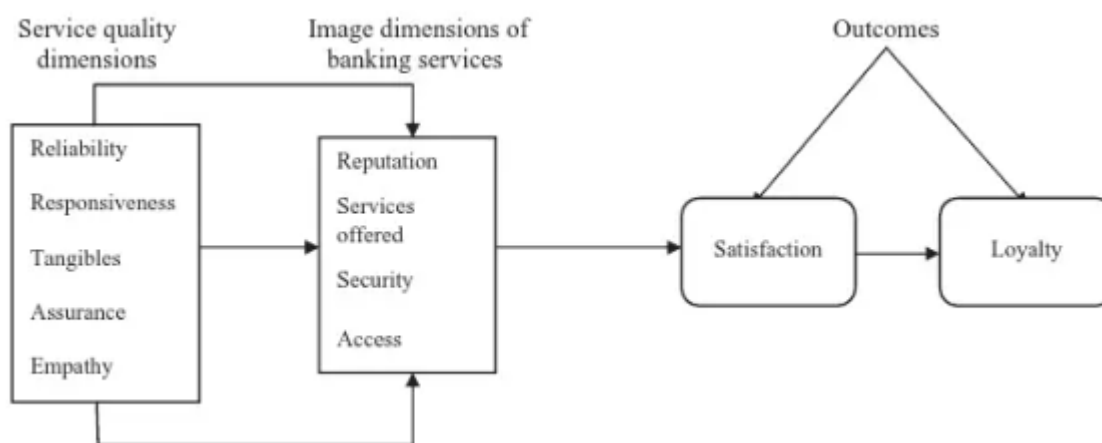 Service quality
dimensions
Image dimensions of
banking services
Outcomes
Reliability
Responsiveness
Tangibles
Assurance
Empathy
Reputation
Services
offered
Security
Access
Satisfaction
Loyalty